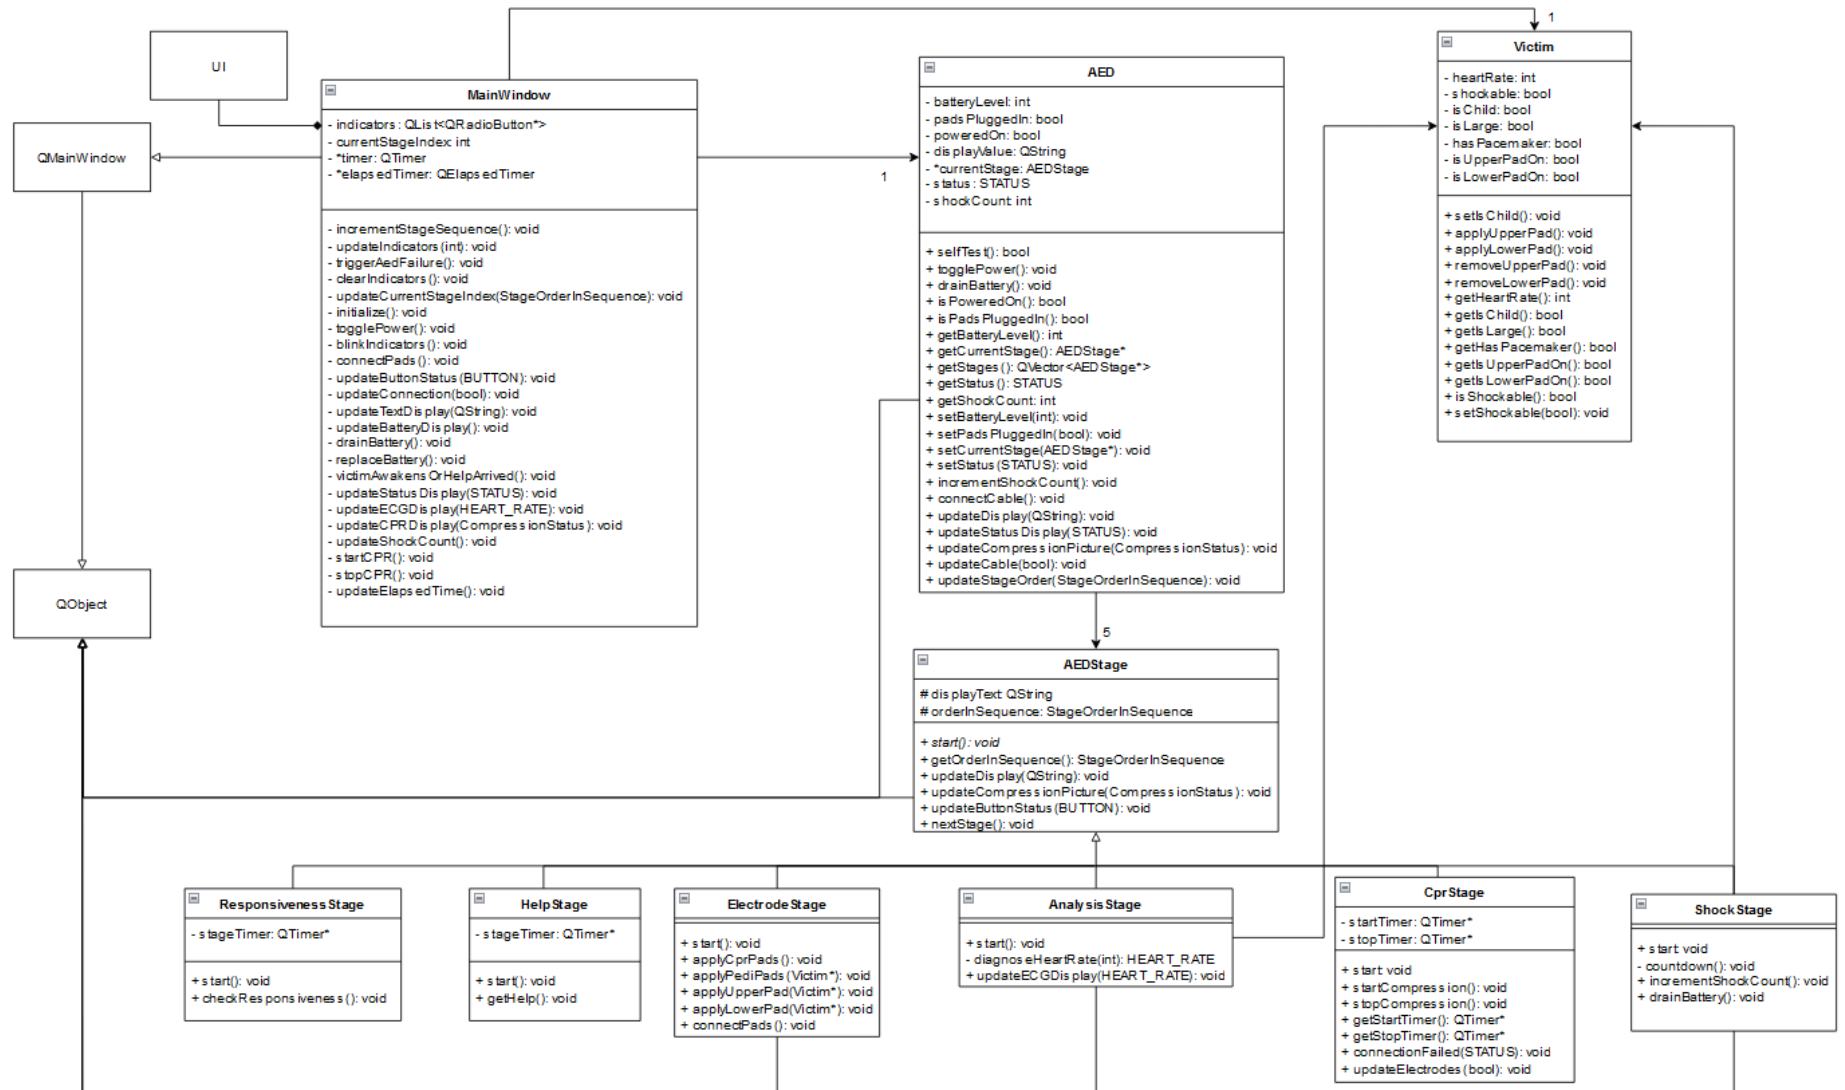 UI
QMainWindow
QObject
MainWindow
- indicators: QList<QRadioButton*>
- currentStageIndex: int
- *timer: QTimer
- *elapsedTimer: QElapsedTimer
- incrementStageSequence(): void
- updateIndicators(int): void
- triggerAedFailure(): void
- clearIndicators(): void
- updateCurrentStageIndex(StageOrderInSequence): void
- initialize(): void
- togglePower(): void
- blinkIndicators(): void
- connectPads(): void
- updateButtonStatus(BUTTON): void
- updateConnection(bool): void
- updateTextDisplay(QString): void
- updateBatteryDisplay(): void
- drainBattery(): void
- replaceBattery(): void
- victimAwakensOrHelpArrived(): void
- updateStatusDisplay(STATUS): void
- updateECGDisplay(HEART_RATE): void
- updateCPRDisplay(CompressionStatus): void
- updateShockCount(): void
- startCPR(): void
- stopCPR(): void
- updateElapsedTime(): void
1
AED
- batteryLevel: int
- padsPluggedIn: bool
- poweredOn: bool
- displayValue: QString
- *currentStage: AEDStage
- status: STATUS
- shockCount: int
+ selfTest(): bool
+ togglePower(): void
+ drainBattery(): void
+ isPoweredOn(): bool
+ isPadsPluggedIn(): bool
+ getBatteryLevel(): int
+ getCurrentStage(): AEDStage*
+ getStages(): QVector<AEDStage*>
+ getStatus(): STATUS
+ getShockCount: int
+ setBatteryLevel(int): void
+ setPadsPluggedIn(bool): void
+ setCurrentStage(AEDStage*): void
+ setStatus(STATUS): void
+ incrementShockCount(): void
+ connectCable(): void
+ updateDisplay(QString): void
+ updateStatusDisplay(STATUS): void
+ updateCompressionPicture(CompressionStatus): void
+ updateCable(bool): void
+ updateStageOrder(StageOrderInSequence): void
1
Victim
- heartRate: int
- shockable: bool
- isChild: bool
- isLarge: bool
- hasPacemaker: bool
- isUpperPadOn: bool
- isLowerPadOn: bool
+ setIsChild(): void
+ applyUpperPad(): void
+ applyLowerPad(): void
+ removeUpperPad(): void
+ removeLowerPad(): void
+ getHeartRate(): int
+ getIsChild(): bool
+ getIsLarge(): bool
+ getHasPacemaker(): bool
+ getIsUpperPadOn(): bool
+ getIsLowerPadOn(): bool
+ isShockable(): bool
+ setShockable(bool): void
5
AEDStage
# displayText: QString
# orderInSequence: StageOrderInSequence
+ start(): void
+ getOrderInSequence(): StageOrderInSequence
+ updateDisplay(QString): void
+ updateCompressionPicture(CompressionStatus): void
+ updateButtonStatus(BUTTON): void
+ nextStage(): void
ResponsivenessStage
- stageTimer: QTimer*
+ start(): void
+ checkResponsiveness(): void
HelpStage
- stageTimer: QTimer*
+ start(): void
+ getHelp(): void
ElectrodeStage
+ start(): void
+ applyCprPads(): void
+ applyPediPads(Victim*): void
+ applyUpperPad(Victim*): void
+ applyLowerPad(Victim*): void
+ connectPads(): void
AnalysisStage
+ start(): void
- diagnoseHeartRate(int): HEART_RATE
+ updateECGDisplay(HEART_RATE): void
CprStage
- startTimer: QTimer*
- stopTimer: QTimer*
+ start: void
+ startCompression(): void
+ stopCompression(): void
+ getStartTimer(): QTimer*
+ getStopTimer(): QTimer*
+ connectionFailed(STATUS): void
+ updateElectrodes(bool): void
ShockStage
+ start: void
- countdown(): void
+ incrementShockCount(): void
+ drainBattery(): void